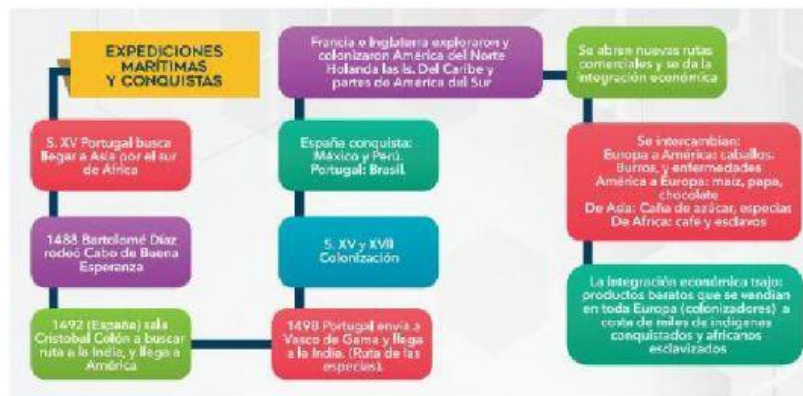 EXPEDICIONES
MARÍTIMAS
Y CONQUISTAS
S. XV Portugal busca
llegar a Asia por el sur
de África
1488 Bartolomé Díaz
rodeó Cabo de Buena
Esperanza
1492 (España) sale
Cristobal Colón a buscar
ruta a la India, y llega a
América
1498 Portugal envía a
Vasco de Gama y llega
a la India. (Ruta de las
especias).
S. XV y XVII
Colonización
España conquista:
México y Perú.
Portugal: Brasil.
Francia e Inglaterra exploraron y
colonizaron América del Norte
Holanda las Is. Del Caribe y
partes de América del Sur
Se abren nuevas rutas
comerciales y se da la
integración económica
Se intercambian:
Europa a América: caballos.
Burros, y enfermedades
América a Europa: maíz, papa,
chocolate
De Asia: Caña de azúcar, especias
De Africa: cafe y esclavos
La integración económica trajo:
productos baratos que se vendían
en toda Europa (colonizadores) a
costa de miles de indígenas
conquistados y africanos
esclavizados